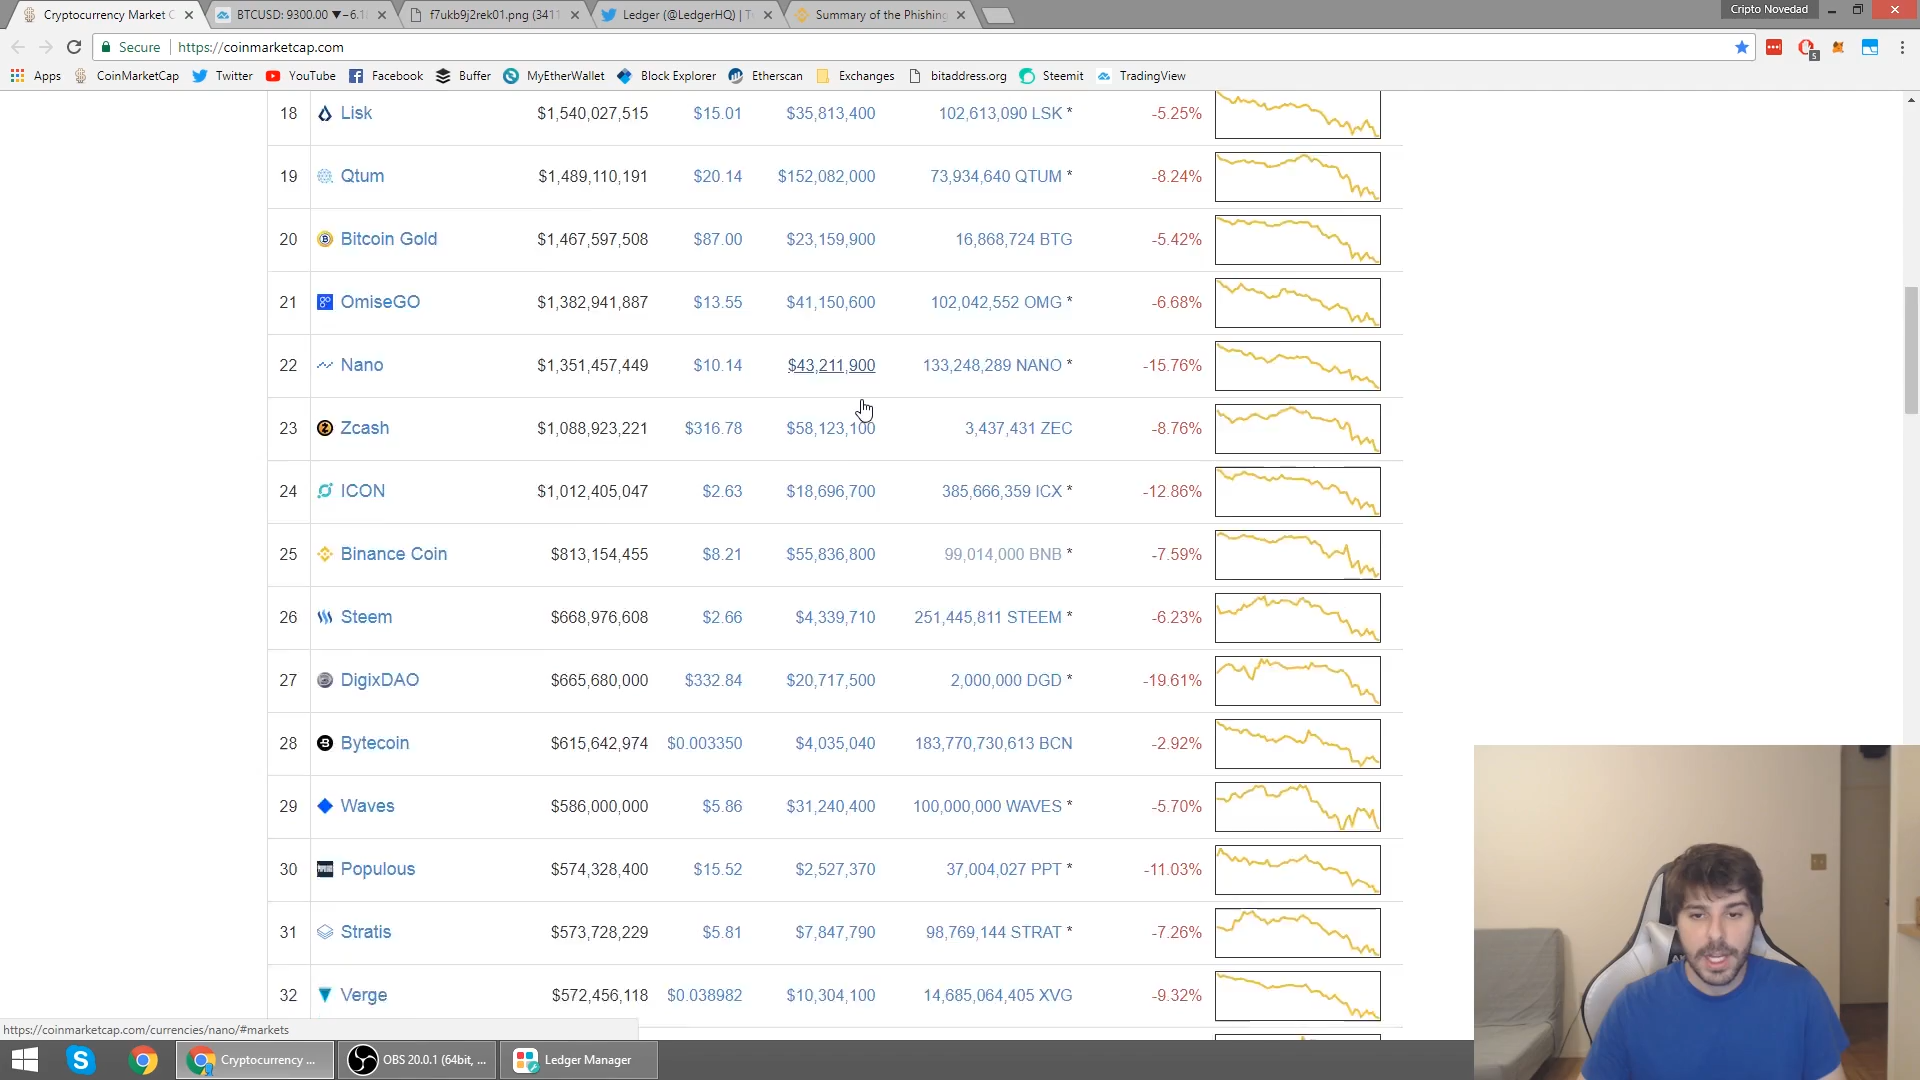 Cripto Novedad
Cryptocurrency Market C
BTCUSD: 9300.00 ▼−6.1
f7ukb9j2rek01.png (3411
Ledger (@LedgerHQ) | T
Summary of the Phishing
Secure | https://coinmarketcap.com
Apps CoinMarketCap Twitter YouTube Facebook Buffer MyEtherWallet Block Explorer Etherscan Exchanges bitaddress.org Steemit TradingView
18 Lisk $1,540,027,515 $15.01 $35,813,400 102,613,090 LSK * -5.25%
19 Qtum $1,489,110,191 $20.14 $152,082,000 73,934,640 QTUM * -8.24%
20 Bitcoin Gold $1,467,597,508 $87.00 $23,159,900 16,868,724 BTG -5.42%
21 OmiseGO $1,382,941,887 $13.55 $41,150,600 102,042,552 OMG * -6.68%
22 Nano $1,351,457,449 $10.14 $43,211,900 133,248,289 NANO * -15.76%
23 Zcash $1,088,923,221 $316.78 $58,123,100 3,437,431 ZEC -8.76%
24 ICON $1,012,405,047 $2.63 $18,696,700 385,666,359 ICX * -12.86%
25 Binance Coin $813,154,455 $8.21 $55,836,800 99,014,000 BNB * -7.59%
26 Steem $668,976,608 $2.66 $4,339,710 251,445,811 STEEM * -6.23%
27 DigixDAO $665,680,000 $332.84 $20,717,500 2,000,000 DGD * -19.61%
28 Bytecoin $615,642,974 $0.003350 $4,035,040 183,770,730,613 BCN -2.92%
29 Waves $586,000,000 $5.86 $31,240,400 100,000,000 WAVES * -5.70%
30 Populous $574,328,400 $15.52 $2,527,370 37,004,027 PPT * -11.03%
31 Stratis $573,728,229 $5.81 $7,847,790 98,769,144 STRAT * -7.26%
32 Verge $572,456,118 $0.038982 $10,304,100 14,685,064,405 XVG -9.32%
https://coinmarketcap.com/currencies/nano/#markets
Cryptocurrency ...
OBS 20.0.1 (64bit, ...
Ledger Manager